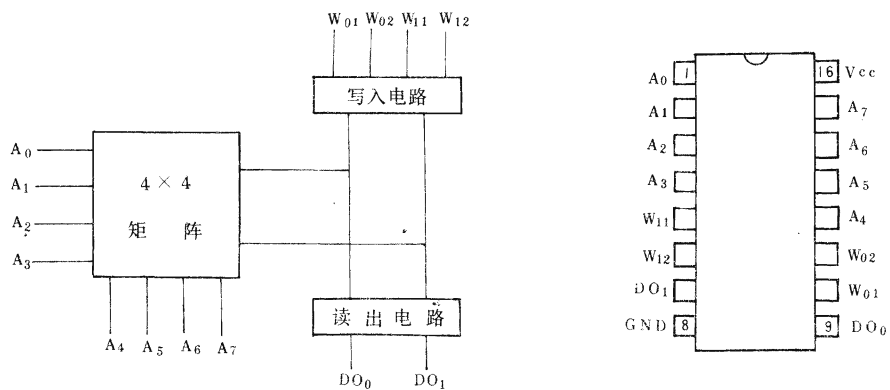 W01 W02 W11 W12
写入电路
A0
A1
A2
A3
4 × 4
矩 阵
A4 A5 A6 A7
读出电路
DO0 DO1
A0 1
A1
A2
A3
W11
W12
DO1
GND 8
16 Vcc
A7
A6
A5
A4
W02
W01
9 DO0